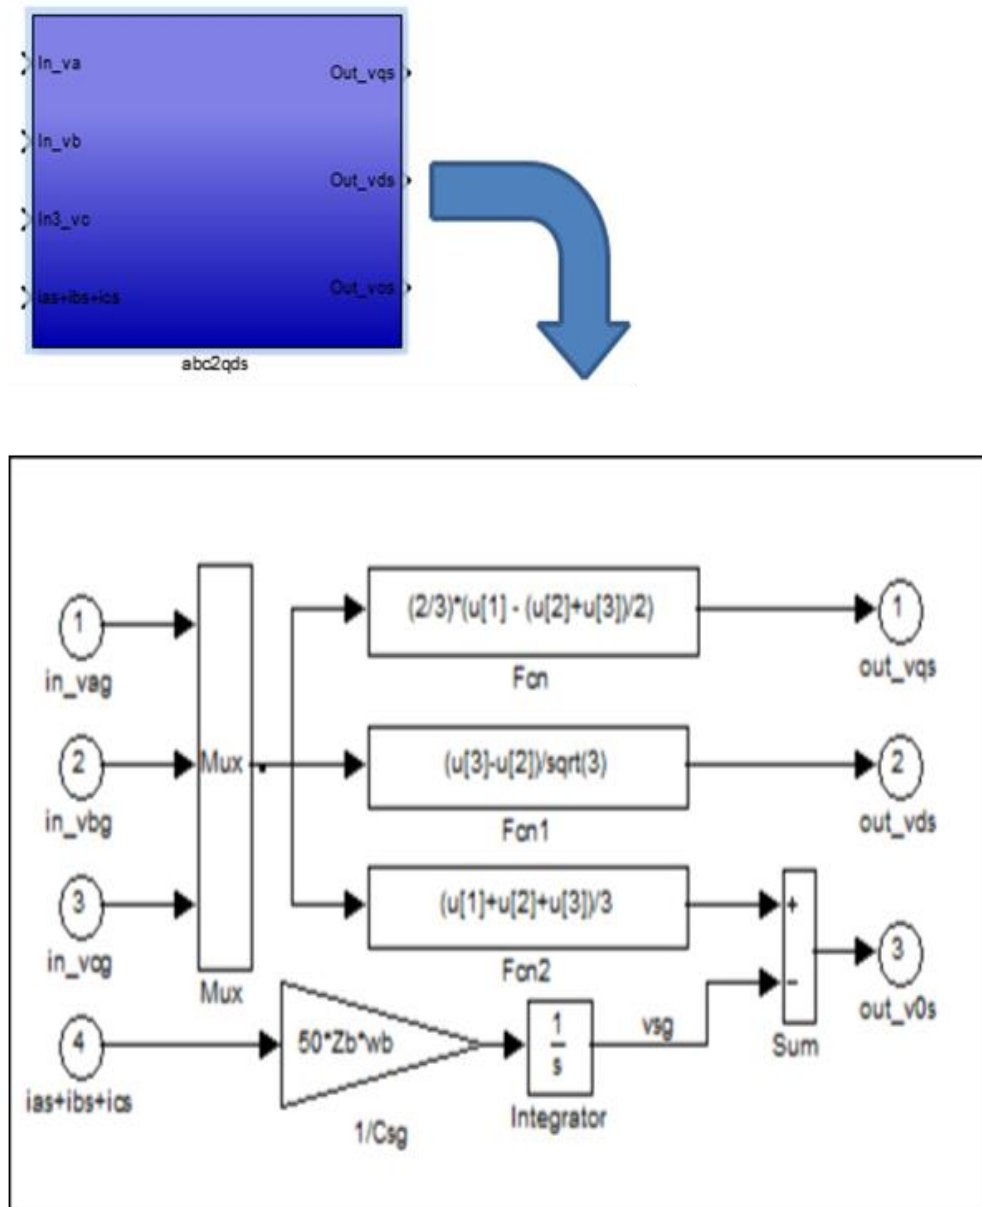 In_va
Out_vqs
In_vb
Out_vds
In3_vc
ias+ibs+ics
Out_vos
abc2qds
1
in_vag
2
in_vbg
3
in_vcg
4
ias+ibs+ics
Mux
Mux
(2/3)*(u[1] - (u[2]+u[3])/2)
Fcn
(u[3]-u[2])/sqrt(3)
Fcn1
(u[1]+u[2]+u[3])/3
Fcn2
50*Zb*wb
1/Csg
1
s
Integrator
vsg
+
−
Sum
1
out_vqs
2
out_vds
3
out_v0s